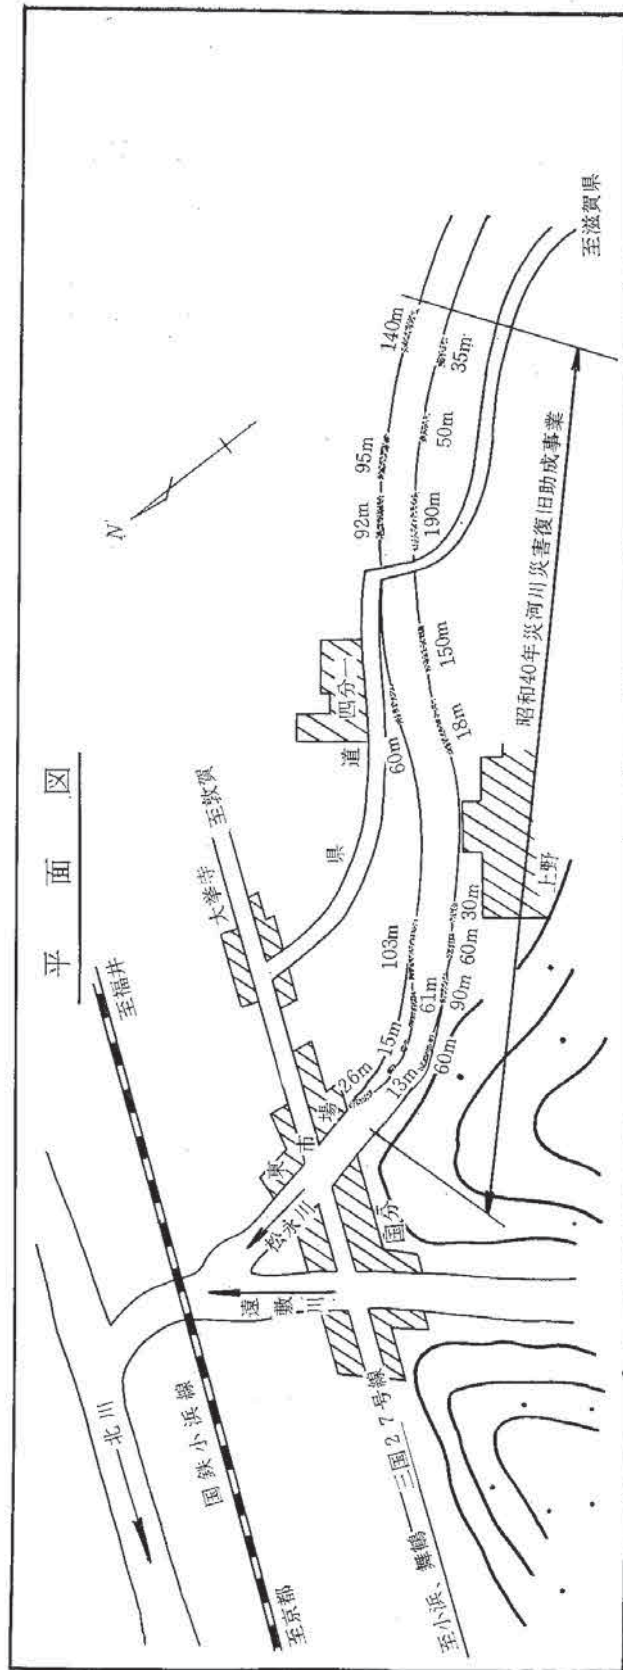 平面図
N
北川
国鉄小浜線
至福井
至京都
大挙寺
至敦賀
県道
四分一
東市場
松永川
遠敷川
国分
至小浜、舞鶴
三国27号線
上野
至滋賀県
昭和40年災河川災害復旧助成事業
140m
95m
92m
60m
103m
15m
26m
35m
50m
190m
150m
18m
30m
60m
90m
61m
60m
13m